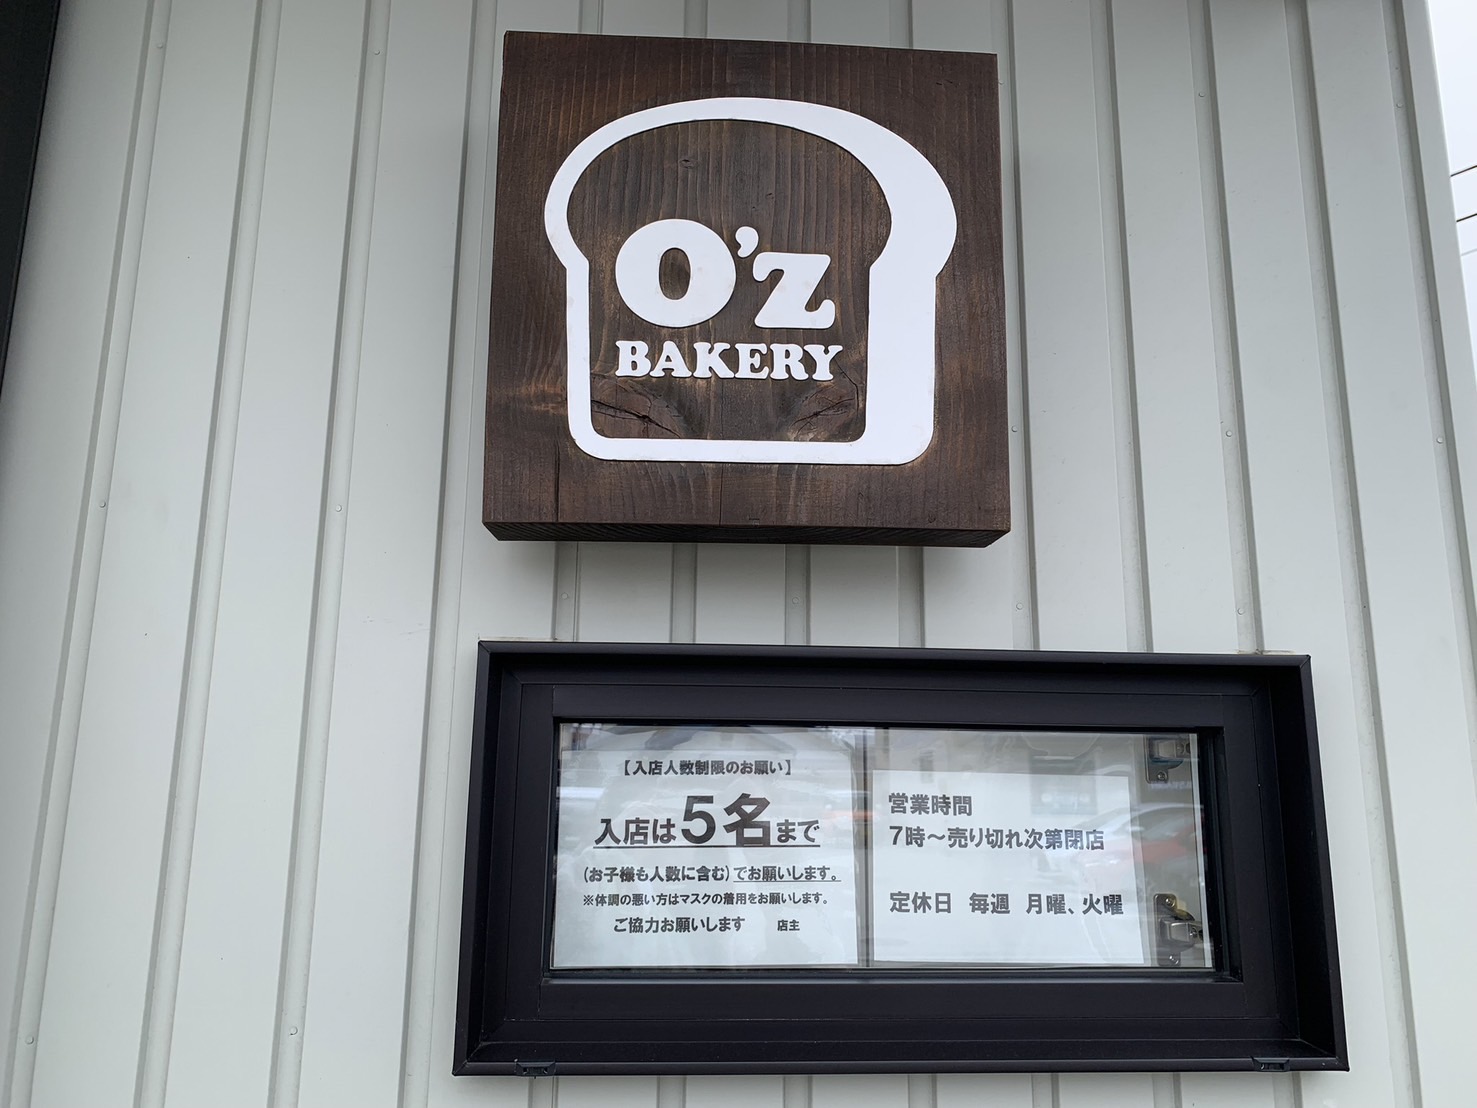 O'z
BAKERY
【入店人数制限のお願い】
入店は5名まで
(お子様も人数に含む)でお願いします。
※体調の悪い方はマスクの着用をお願いします。
ご協力お願いします 店主
営業時間
7時～売り切れ次第閉店
定休日 毎週 月曜、火曜